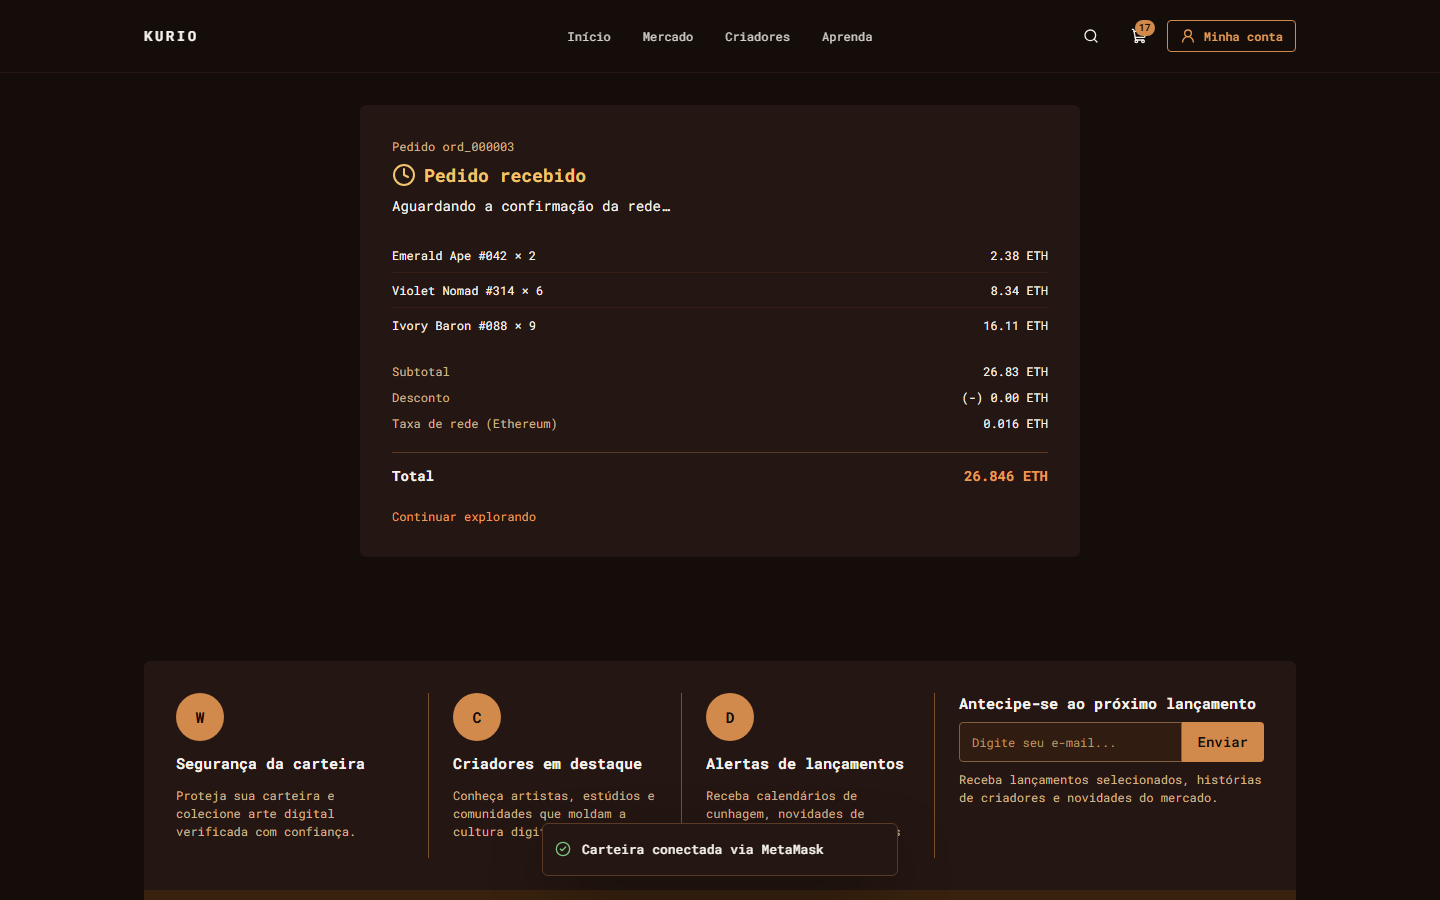 KURIO
Início
Mercado
Criadores
Aprenda
17
Minha conta
Pedido ord_000003
Pedido recebido
Aguardando a confirmação da rede…
Emerald Ape #042 × 2 2.38 ETH
Violet Nomad #314 × 6 8.34 ETH
Ivory Baron #088 × 9 16.11 ETH
Subtotal 26.83 ETH
Desconto (-) 0.00 ETH
Taxa de rede (Ethereum) 0.016 ETH
Total 26.846 ETH
Continuar explorando
W
Segurança da carteira
Proteja sua carteira e
colecione arte digital
verificada com confiança.
C
Criadores em destaque
Conheça artistas, estúdios e
comunidades que moldam a
cultura
D
Alertas de lançamentos
Receba calendários de
cunhagem, novidades de
Antecipe-se ao próximo lançamento
Digite seu e-mail...
Enviar
Receba lançamentos selecionados, histórias
de criadores e novidades do mercado.
Carteira conectada via MetaMask